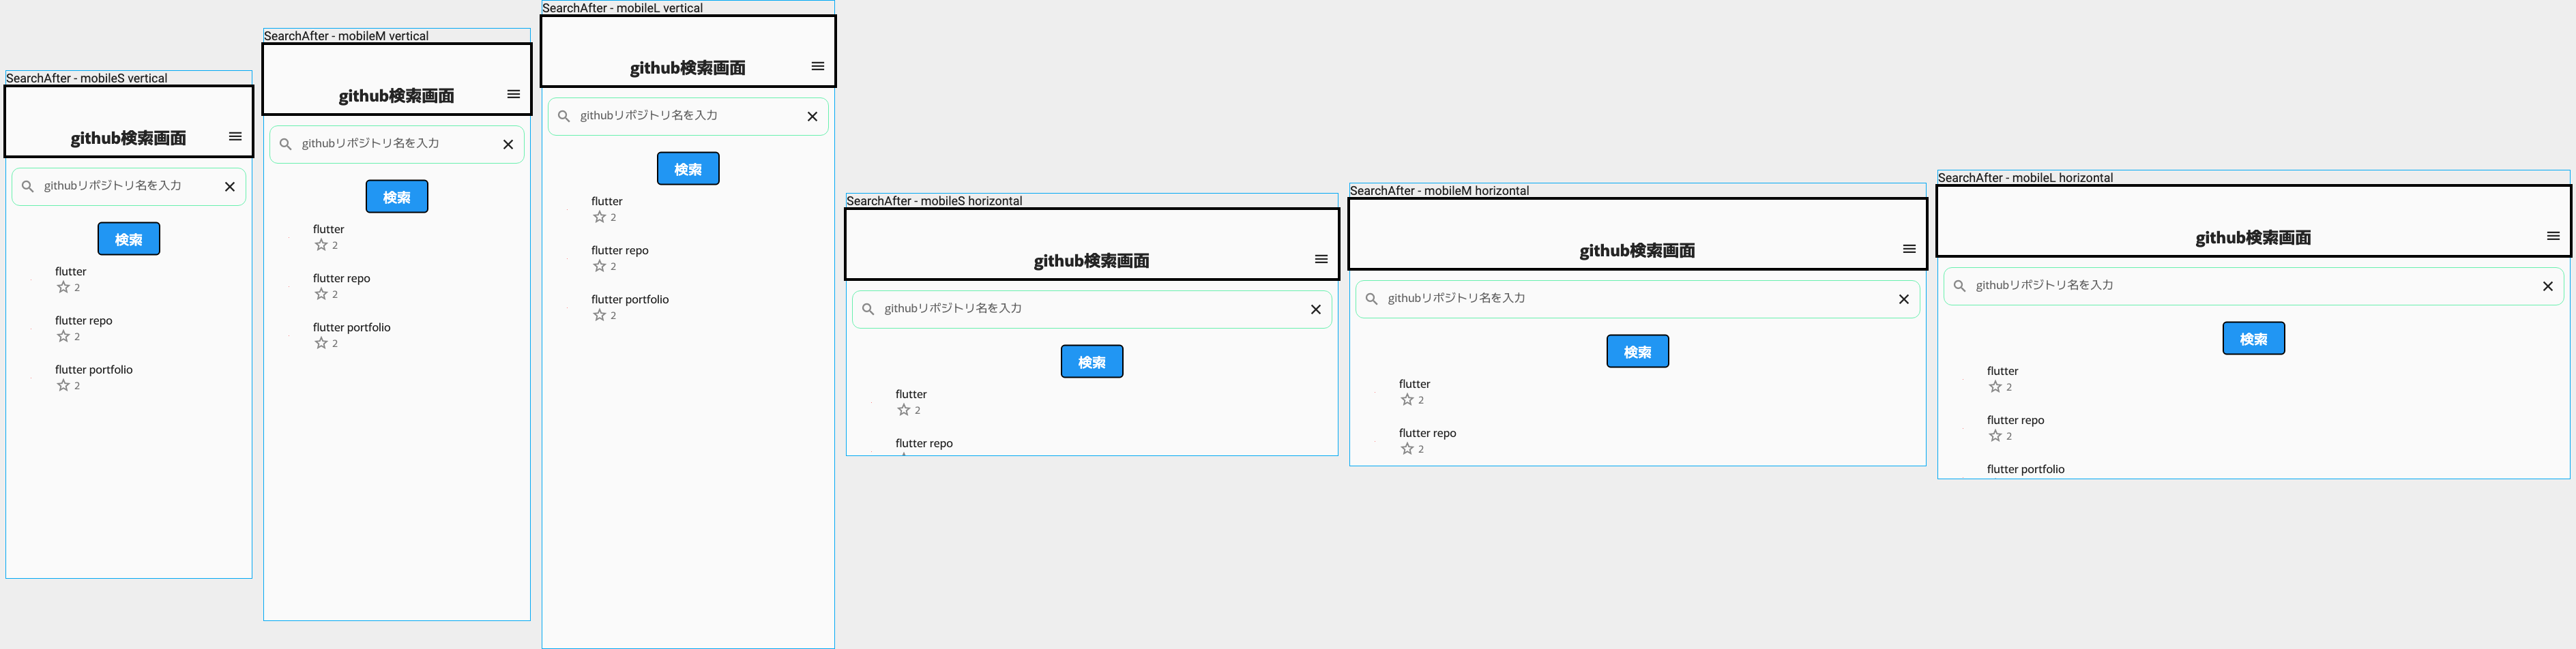 SearchAfter - mobileS vertical
github検索画面
githubリポジトリ名を入力
検索
flutter
2
flutter repo
2
flutter portfolio
2
SearchAfter - mobileM vertical
github検索画面
githubリポジトリ名を入力
検索
flutter
2
flutter repo
2
flutter portfolio
2
SearchAfter - mobileL vertical
github検索画面
githubリポジトリ名を入力
検索
flutter
2
flutter repo
2
flutter portfolio
2
SearchAfter - mobileS horizontal
github検索画面
githubリポジトリ名を入力
検索
flutter
2
flutter repo
SearchAfter - mobileM horizontal
github検索画面
githubリポジトリ名を入力
検索
flutter
2
flutter repo
2
SearchAfter - mobileL horizontal
github検索画面
githubリポジトリ名を入力
検索
flutter
2
flutter repo
2
flutter portfolio